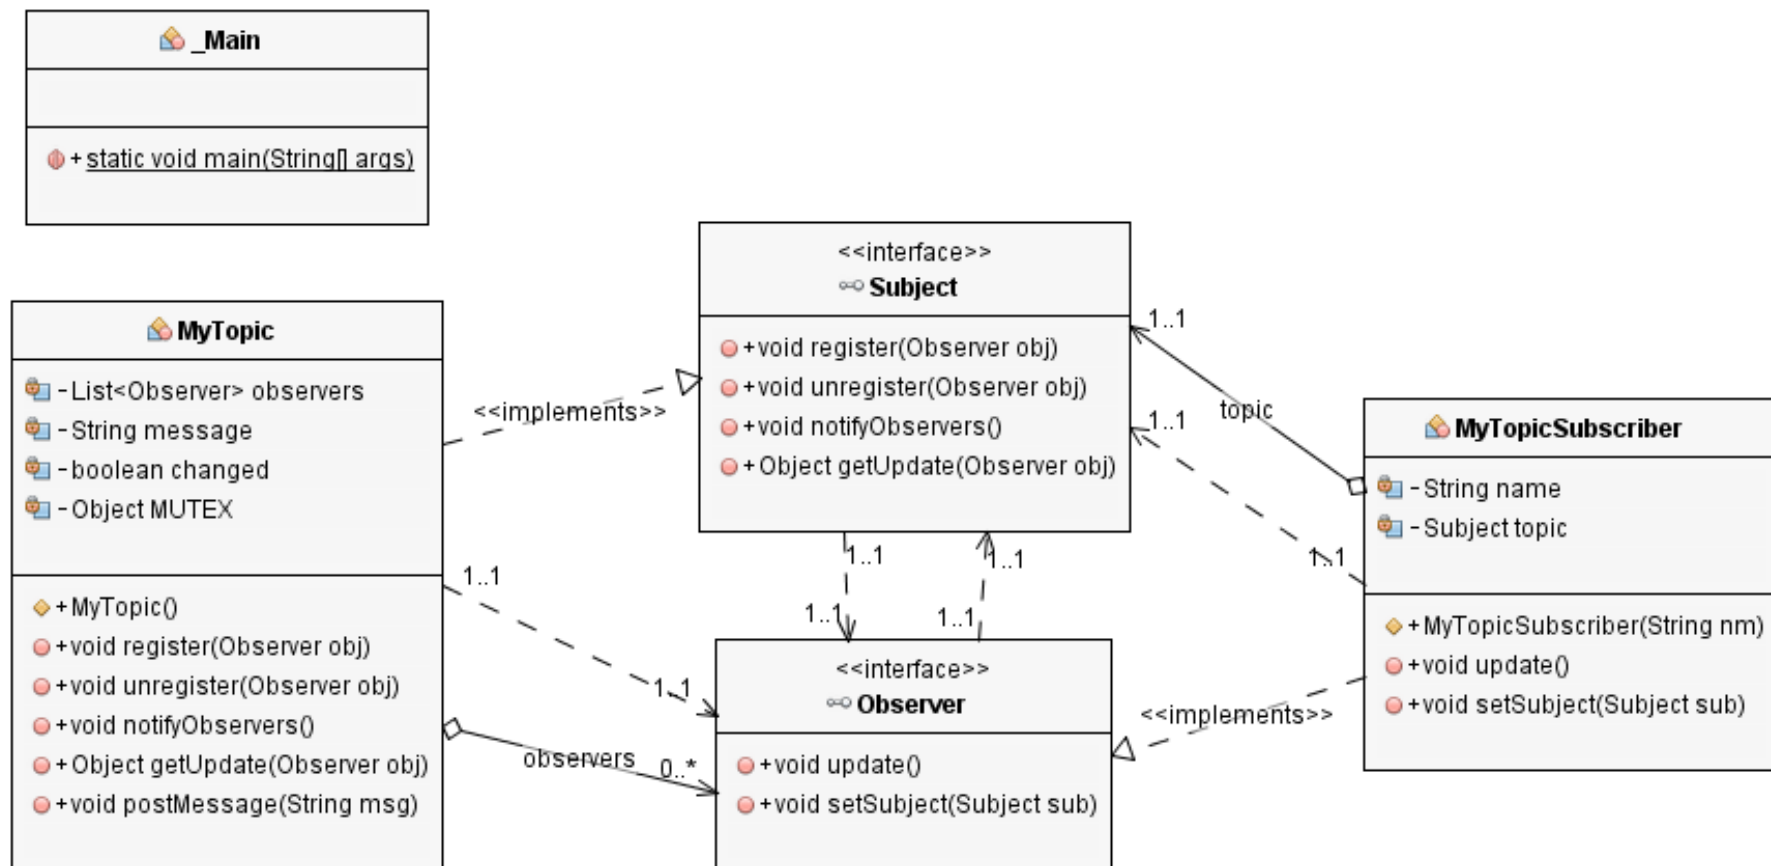 _Main
+static void main(String[] args)
<<interface>>
Subject
+void register(Observer obj)
+void unregister(Observer obj)
+void notifyObservers()
+Object getUpdate(Observer obj)
MyTopic
-List<Observer> observers
-String message
-boolean changed
-Object MUTEX
+MyTopic()
+void register(Observer obj)
+void unregister(Observer obj)
+void notifyObservers()
+Object getUpdate(Observer obj)
+void postMessage(String msg)
<<implements>>
1..1
topic
1..1
1..1
MyTopicSubscriber
-String name
-Subject topic
+MyTopicSubscriber(String nm)
+void update()
+void setSubject(Subject sub)
1..1
1..1
1..1
1..1
1..1
1..1
observers
0..*
<<interface>>
Observer
+void update()
+void setSubject(Subject sub)
<<implements>>